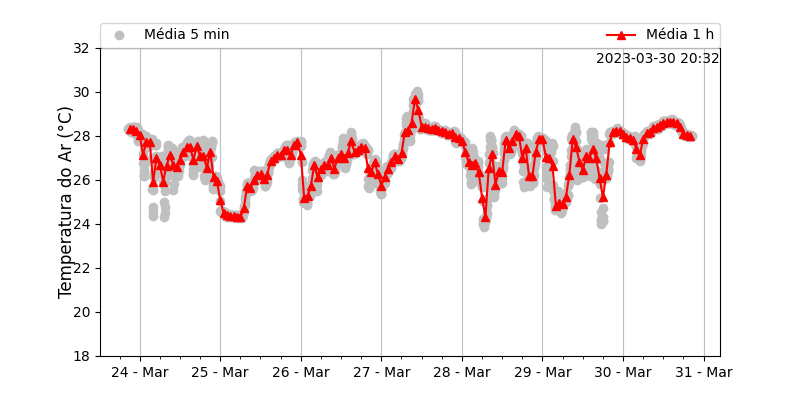 Média 5 min
Média 1 h
2023-03-30 20:32
Temperatura do Ar (°C)
32
30
28
26
24
22
20
18
24 - Mar
25 - Mar
26 - Mar
27 - Mar
28 - Mar
29 - Mar
30 - Mar
31 - Mar